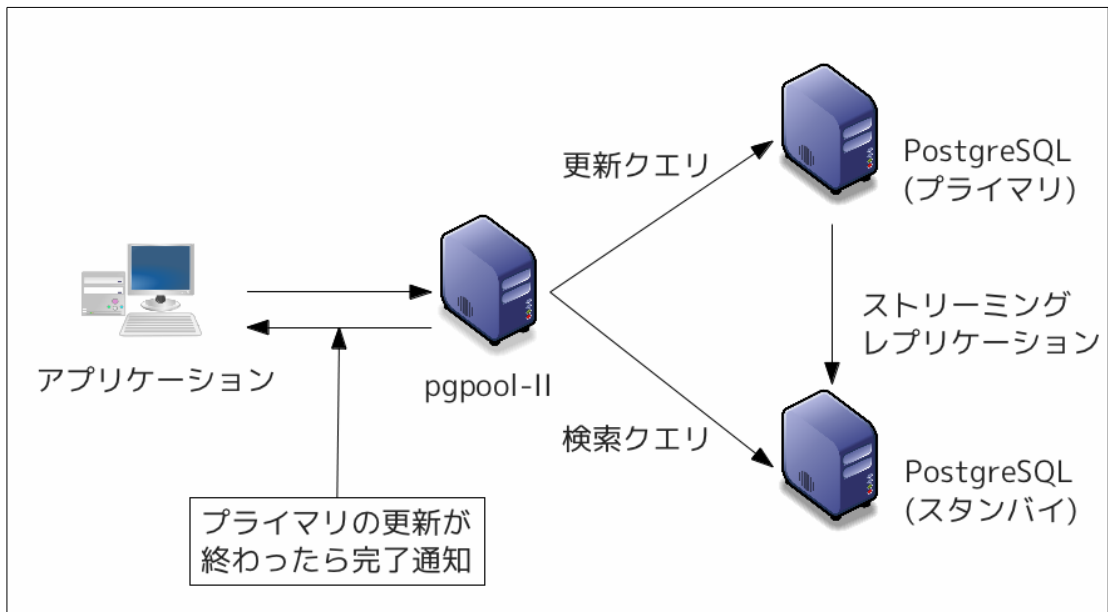 更新クエリ
PostgreSQL
(プライマリ)
ストリーミング
レプリケーション
アプリケーション
pgpool-II
検索クエリ
PostgreSQL
(スタンバイ)
プライマリの更新が
終わったら完了通知